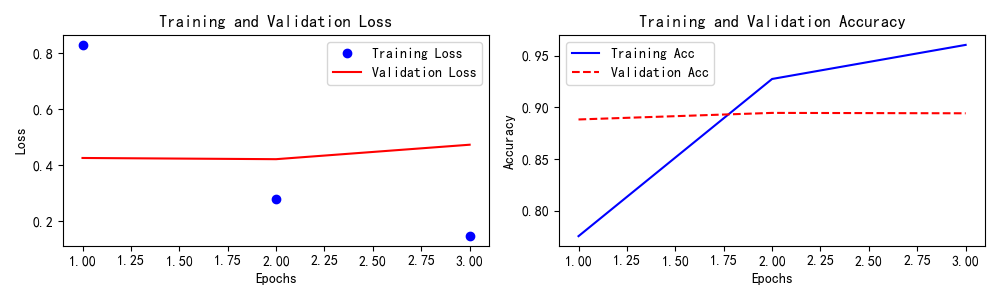 Training and Validation Loss
Training Loss
Validation Loss
0.8
0.6
0.4
0.2
Loss
1.00 1.25 1.50 1.75 2.00 2.25 2.50 2.75 3.00
Epochs
Training and Validation Accuracy
Training Acc
Validation Acc
0.95
0.90
0.85
0.80
Accuracy
1.00 1.25 1.50 1.75 2.00 2.25 2.50 2.75 3.00
Epochs